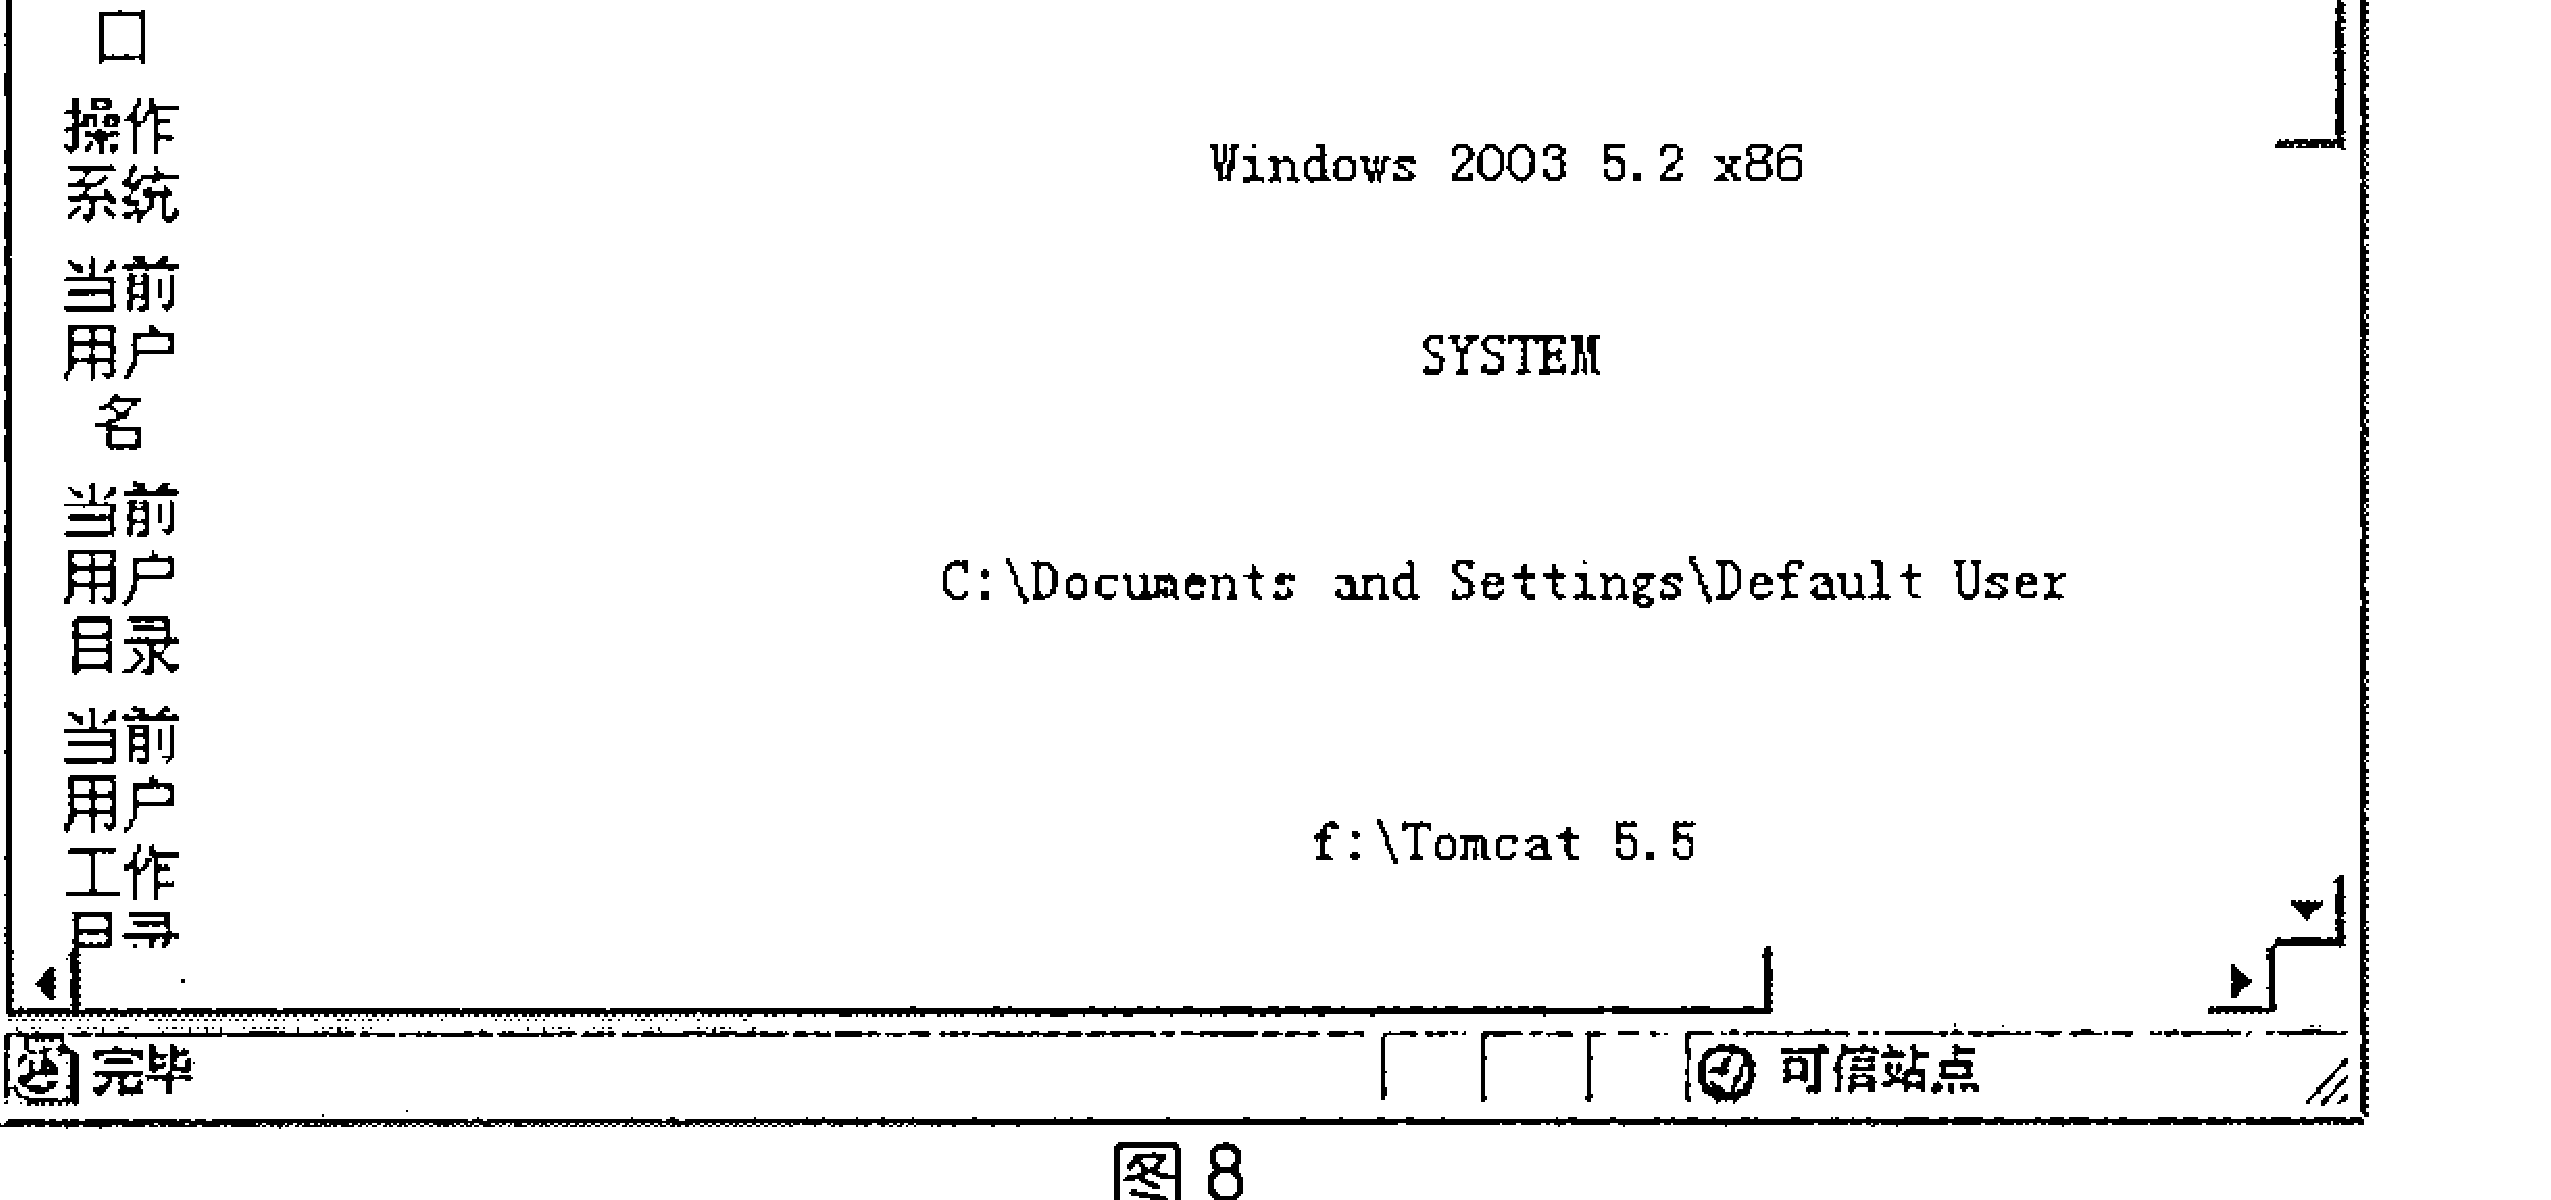 口
操作
系统
Windows 2003 5.2 x86
当前
用户
名
SYSTEM
当前
用户
目录
C:\Documents and Settings\Default User
当前
用户
工作
目录
f:\Tomcat 5.5
完毕
可信站点
图 8